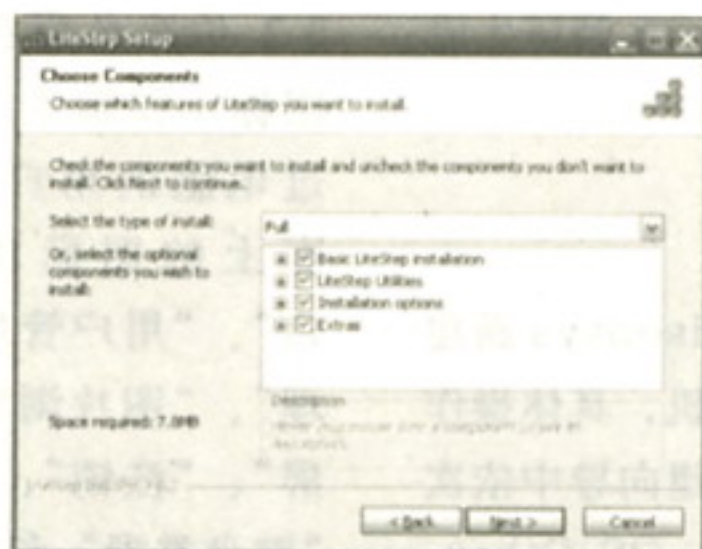 LiteStep Setup
Choose Components
Choose which features of LiteStep you want to install.
Check the components you want to install and uncheck the components you don't want to
install. Click Next to continue.
Select the type of install:
Full
Or, select the optional
components you wish to
install:
Basic LiteStep installation
LiteStep Utilities
Installation options
Extras
Space required: 7.8MB
Description
< Back
Next >
Cancel